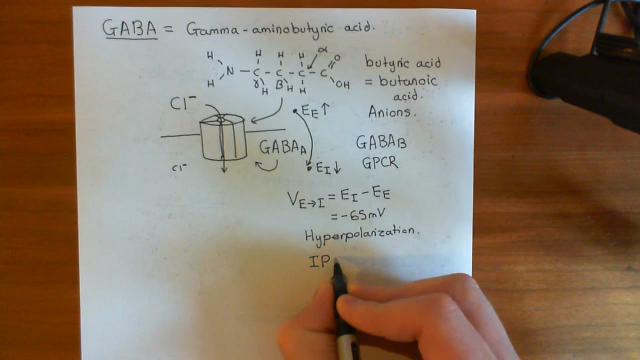 GABA = Gamma-aminobutyric acid.
H H H H α O
N - C - C - C - C
H γ H β H H OH
butyric acid
= butanoic
acid.
Anions.
Cl⁻
E_E ↑
GABA_A
GABA_B
GPCR
Cl⁻
E_I ↓
V_E→I = E_I - E_E
= -65mV
Hyperpolarization.
IP